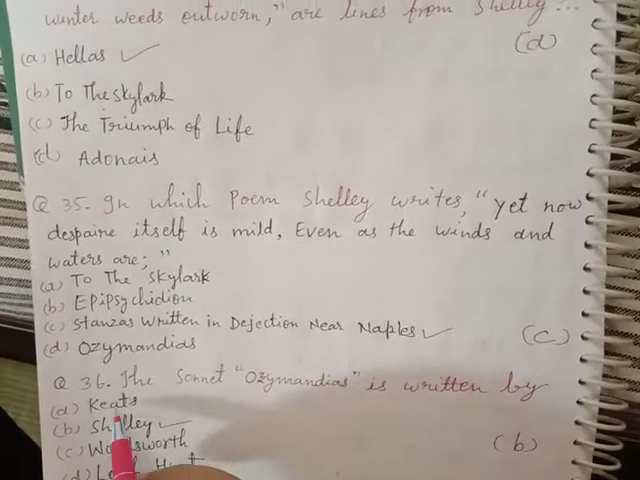 winter weeds outworn," are lines from Shelley...
(a) Hellas ✓ (a)
(b) To The Skylark
(c) The Triumph of Life
(d) Adonais
Q 35. In which Poem Shelley writes, "yet now
despaire itself is mild, Even as the winds and
waters are; "
(a) To The Skylark
(b) Epipsychidion
(c) Stanzas Written in Dejection Near Naples ✓ (C)
(d) Ozymandias
Q 36. The Sonnet "Ozymandias" is written by
(a) Keats
(b) Shelley ✓ (b)
(c) Wordsworth
(d)